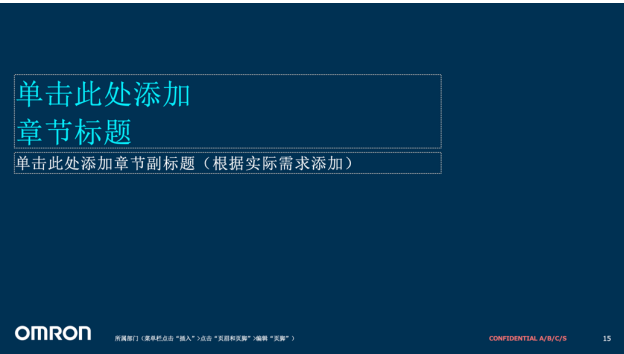 单击此处添加
章节标题
单击此处添加章节副标题（根据实际需求添加）
OMRON
所属部门（菜单栏点击“插入”>点击“页眉和页脚”>编辑“页脚”）
CONFIDENTIAL A/B/C/S
15